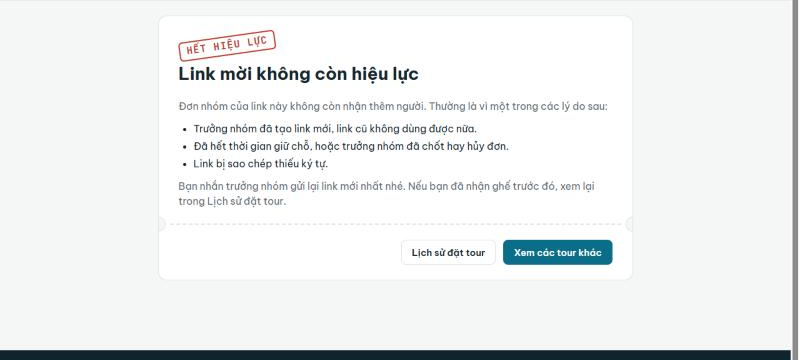 HẾT HIỆU LỰC
Link mời không còn hiệu lực
Đơn nhóm của link này không còn nhận thêm người. Thường là vì một trong các lý do sau:
• Trưởng nhóm đã tạo link mới, link cũ không dùng được nữa.
• Đã hết thời gian giữ chỗ, hoặc trưởng nhóm đã chốt hay hủy đơn.
• Link bị sao chép thiếu ký tự.
Bạn nhắn trưởng nhóm gửi lại link mới nhất nhé. Nếu bạn đã nhận ghế trước đó, xem lại
trong Lịch sử đặt tour.
Lịch sử đặt tour
Xem các tour khác